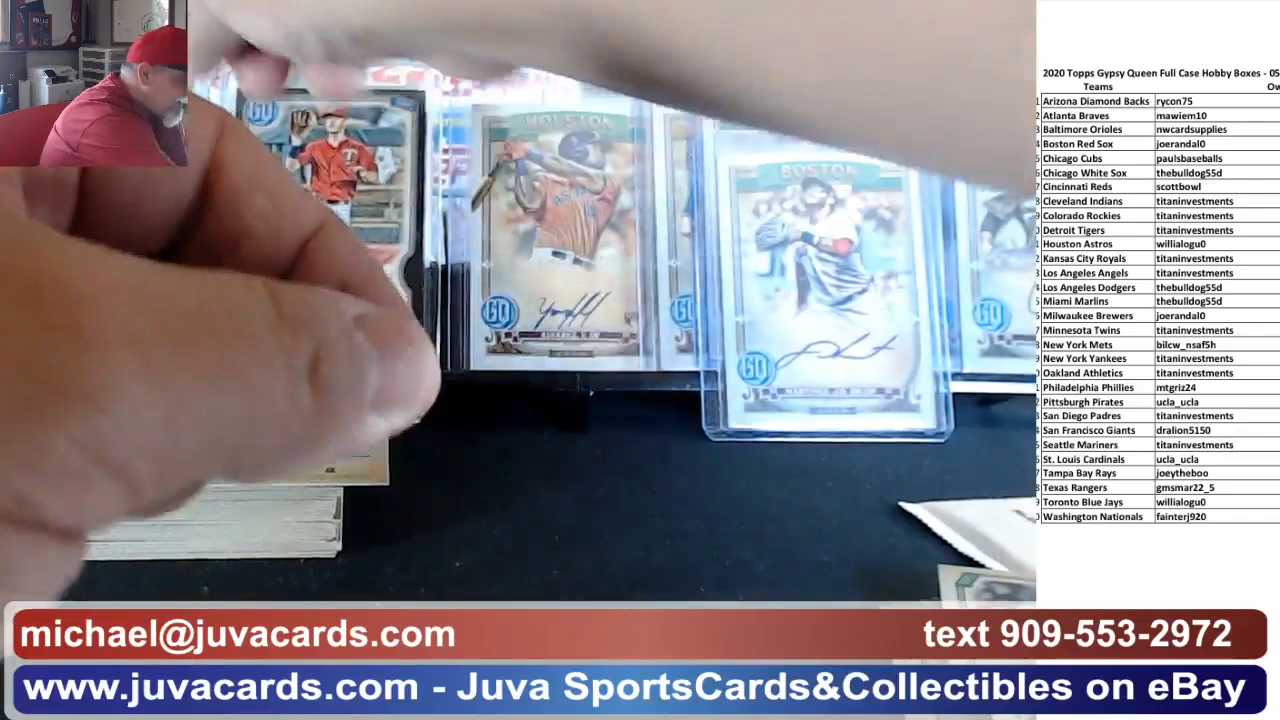 2020 Topps Gypsy Queen Full Case Hobby Boxes - 05
Teams Ow
Arizona Diamond Backs rycon75
Atlanta Braves mawiem10
Baltimore Orioles nwcardsupplies
Boston Red Sox joerandal0
Chicago Cubs paulsbaseballs
Chicago White Sox thebulldog55d
Cincinnati Reds scottbowl
Cleveland Indians titaninvestments
Colorado Rockies titaninvestments
Detroit Tigers titaninvestments
Houston Astros willialogu0
Kansas City Royals titaninvestments
Los Angeles Angels titaninvestments
Los Angeles Dodgers thebulldog55d
Miami Marlins thebulldog55d
Milwaukee Brewers joerandal0
Minnesota Twins titaninvestments
New York Mets bilcw_nsaf5h
New York Yankees titaninvestments
Oakland Athletics titaninvestments
Philadelphia Phillies mtgriz24
Pittsburgh Pirates ucla_ucla
San Diego Padres titaninvestments
San Francisco Giants dralion5150
Seattle Mariners titaninvestments
St. Louis Cardinals ucla_ucla
Tampa Bay Rays joeytheboo
Texas Rangers gmsmar22_5
Toronto Blue Jays willialogu0
Washington Nationals fainterj920
GQ
HOUSTON
GQ
GQ
BOSTON
GQ
GQ
michael@juvacards.com text 909-553-2972
www.juvacards.com - Juva SportsCards&Collectibles on eBay